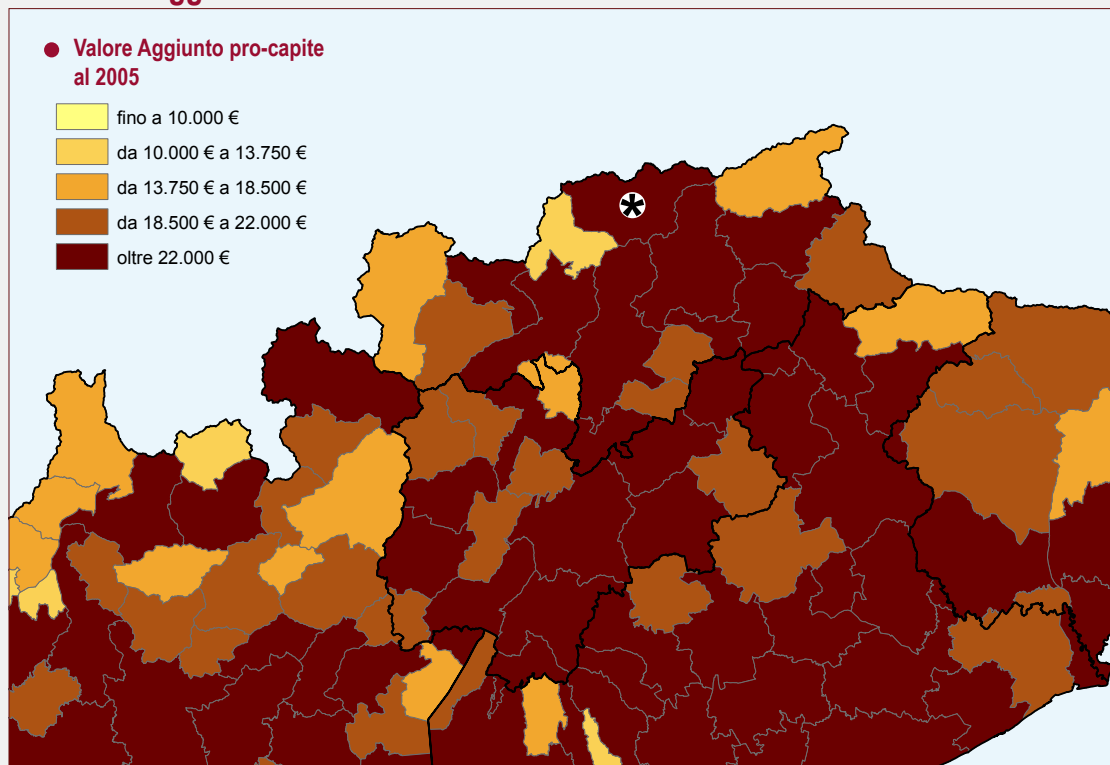 Valore Aggiunto pro-capite
al 2005
fino a 10.000 €
da 10.000 € a 13.750 €
da 13.750 € a 18.500 €
da 18.500 € a 22.000 €
oltre 22.000 €